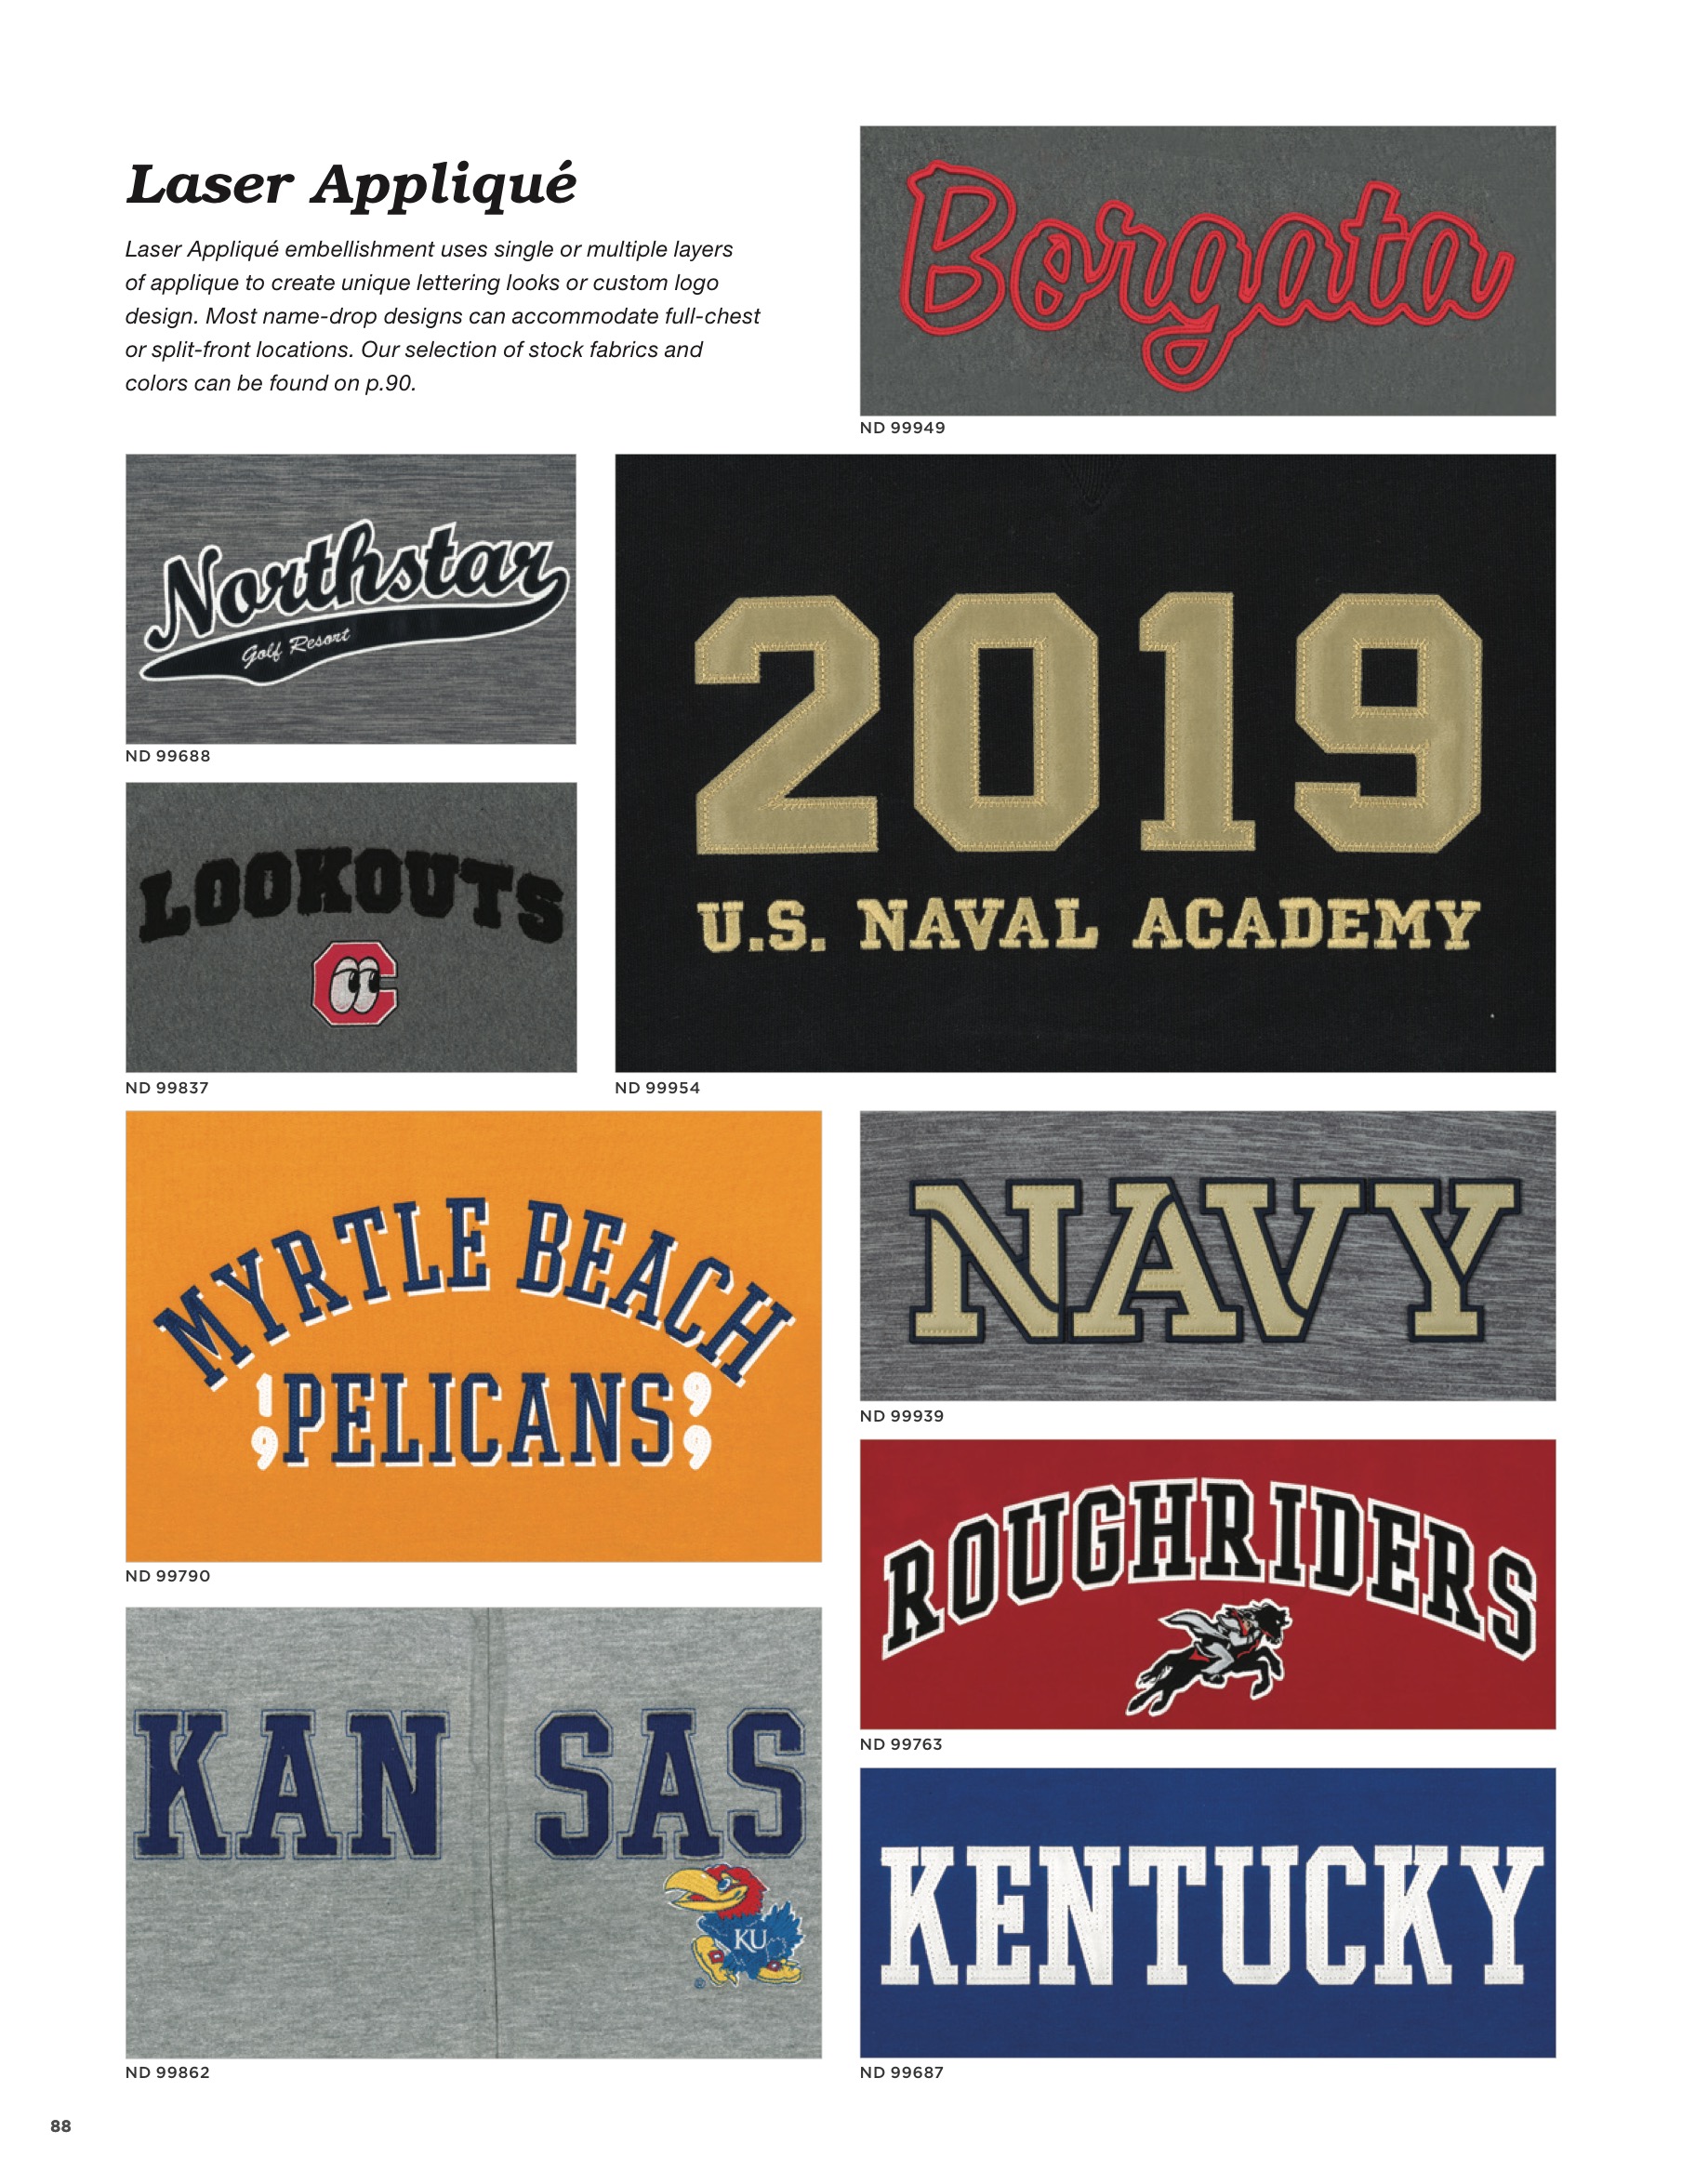 Laser Appliqué
Laser Appliqué embellishment uses single or multiple layers
of applique to create unique lettering looks or custom logo
design. Most name-drop designs can accommodate full-chest
or split-front locations. Our selection of stock fabrics and
colors can be found on p.90.
Borgata
ND 99949
Northstar
Golf Resort
ND 99688
2019
U.S. NAVAL ACADEMY
ND 99954
LOOKOUTS
C
ND 99837
MYRTLE BEACH
PELICANS
19
99
ND 99790
NAVY
ND 99939
ROUGHRIDERS
ND 99763
KAN SAS
KU
®
ND 99862
KENTUCKY
ND 99687
88